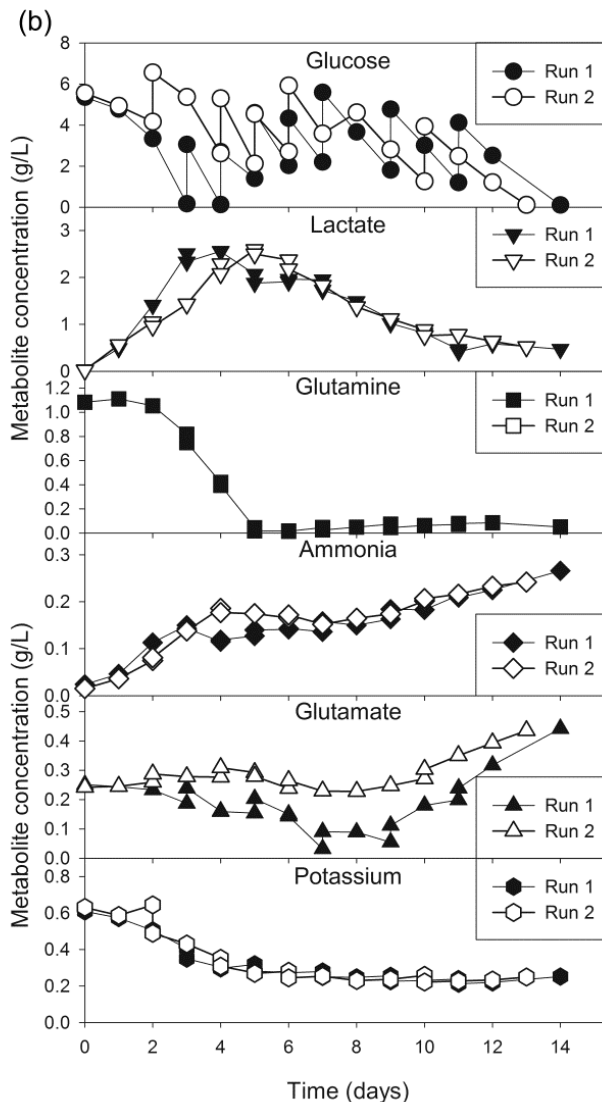 (b)
8
Glucose
6
Run 1
4
Run 2
2
0
Lactate
3
Run 1
2
Run 2
1
0
Glutamine
1.2
Run 1
1.0
Run 2
0.8
0.6
0.4
0.2
0.0
Ammonia
0.3
0.2
Run 1
0.1
Run 2
0.0
Glutamate
0.5
0.4
0.3
Run 1
0.2
Run 2
0.1
0.0
Potassium
0.8
Run 1
0.6
Run 2
0.4
0.2
0.0
Metabolite concentration (g/L)
Metabolite concentration (g/L)
0 2 4 6 8 10 12 14
Time (days)